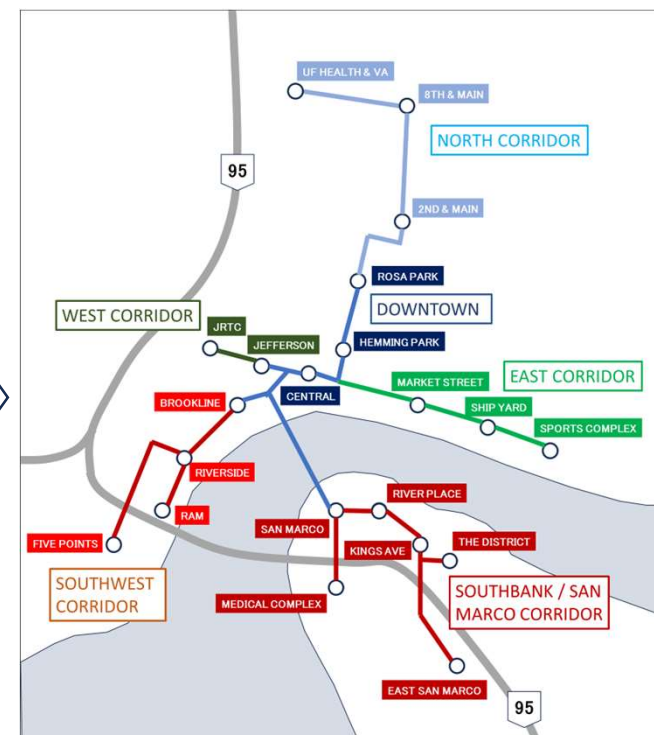 UF HEALTH & VA
8TH & MAIN
NORTH CORRIDOR
95
2ND & MAIN
ROSA PARK
WEST CORRIDOR
DOWNTOWN
JRTC
JEFFERSON
HEMMING PARK
EAST CORRIDOR
MARKET STREET
BROOKLINE
CENTRAL
SHIP YARD
SPORTS COMPLEX
RIVERSIDE
RIVER PLACE
RAM
SAN MARCO
FIVE POINTS
KINGS AVE
THE DISTRICT
SOUTHWEST
CORRIDOR
MEDICAL COMPLEX
SOUTHBANK / SAN
MARCO CORRIDOR
EAST SAN MARCO
95